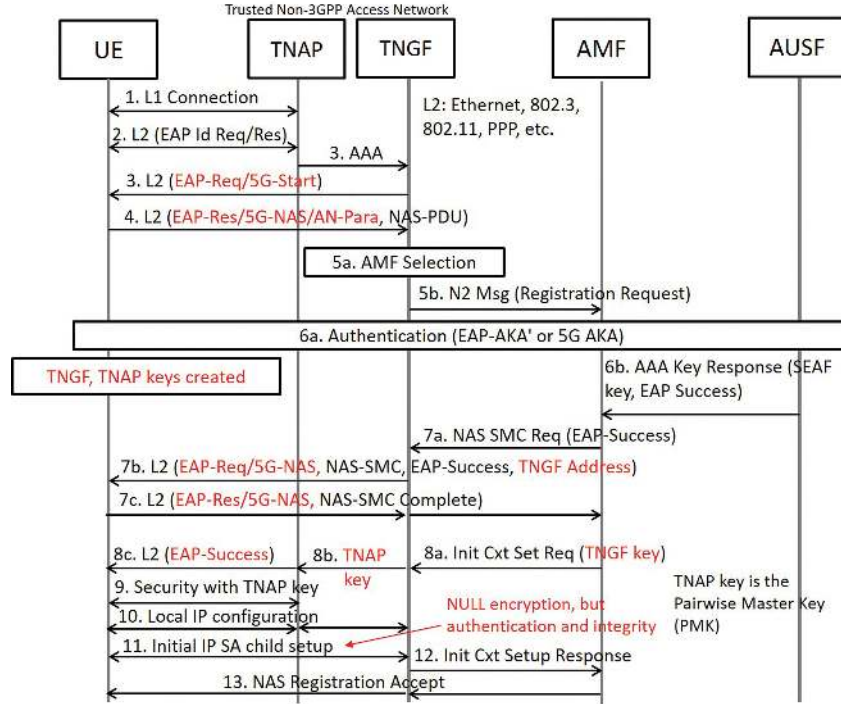 Trusted Non-3GPP Access Network
UE
TNAP
TNGF
AMF
AUSF
1. L1 Connection
L2: Ethernet, 802.3,
802.11, PPP, etc.
2. L2 (EAP Id Req/Res)
3. AAA
3. L2 (EAP-Req/5G-Start)
4. L2 (EAP-Res/5G-NAS/AN-Para, NAS-PDU)
5a. AMF Selection
5b. N2 Msg (Registration Request)
6a. Authentication (EAP-AKA' or 5G AKA)
TNGF, TNAP keys created
6b. AAA Key Response (SEAF
key, EAP Success)
7a. NAS SMC Req (EAP-Success)
7b. L2 (EAP-Req/5G-NAS, NAS-SMC, EAP-Success, TNGF Address)
7c. L2 (EAP-Res/5G-NAS, NAS-SMC Complete)
8c. L2 (EAP-Success)
8b. TNAP
key
8a. Init Cxt Set Req (TNGF key)
9. Security with TNAP key
TNAP key is the
Pairwise Master Key
(PMK)
NULL encryption, but
authentication and integrity
10. Local IP configuration
11. Initial IP SA child setup
12. Init Cxt Setup Response
13. NAS Registration Accept